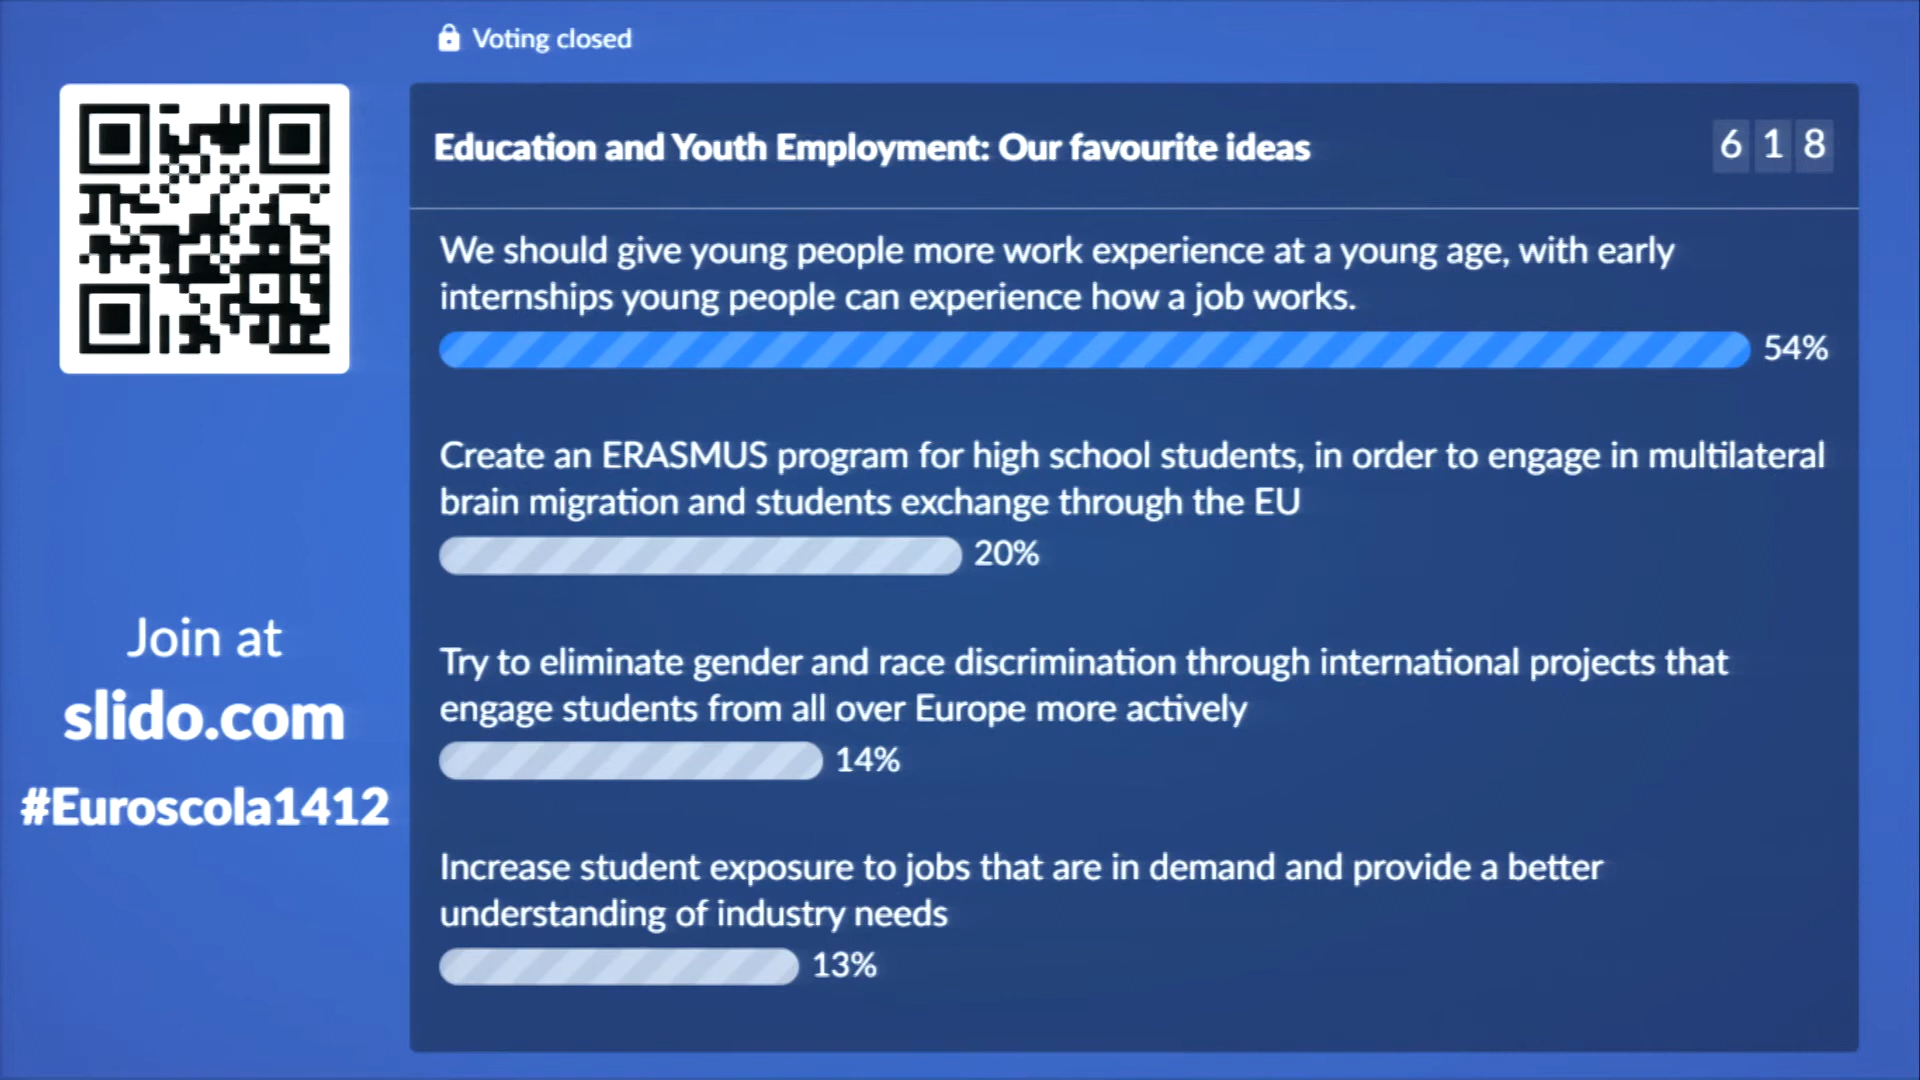 Voting closed
Education and Youth Employment: Our favourite ideas
618
We should give young people more work experience at a young age, with early
internships young people can experience how a job works.
54%
Create an ERASMUS program for high school students, in order to engage in multilateral
brain migration and students exchange through the EU
20%
Try to eliminate gender and race discrimination through international projects that
engage students from all over Europe more actively
14%
Increase student exposure to jobs that are in demand and provide a better
understanding of industry needs
13%
Join at
slido.com
#Euroscola1412